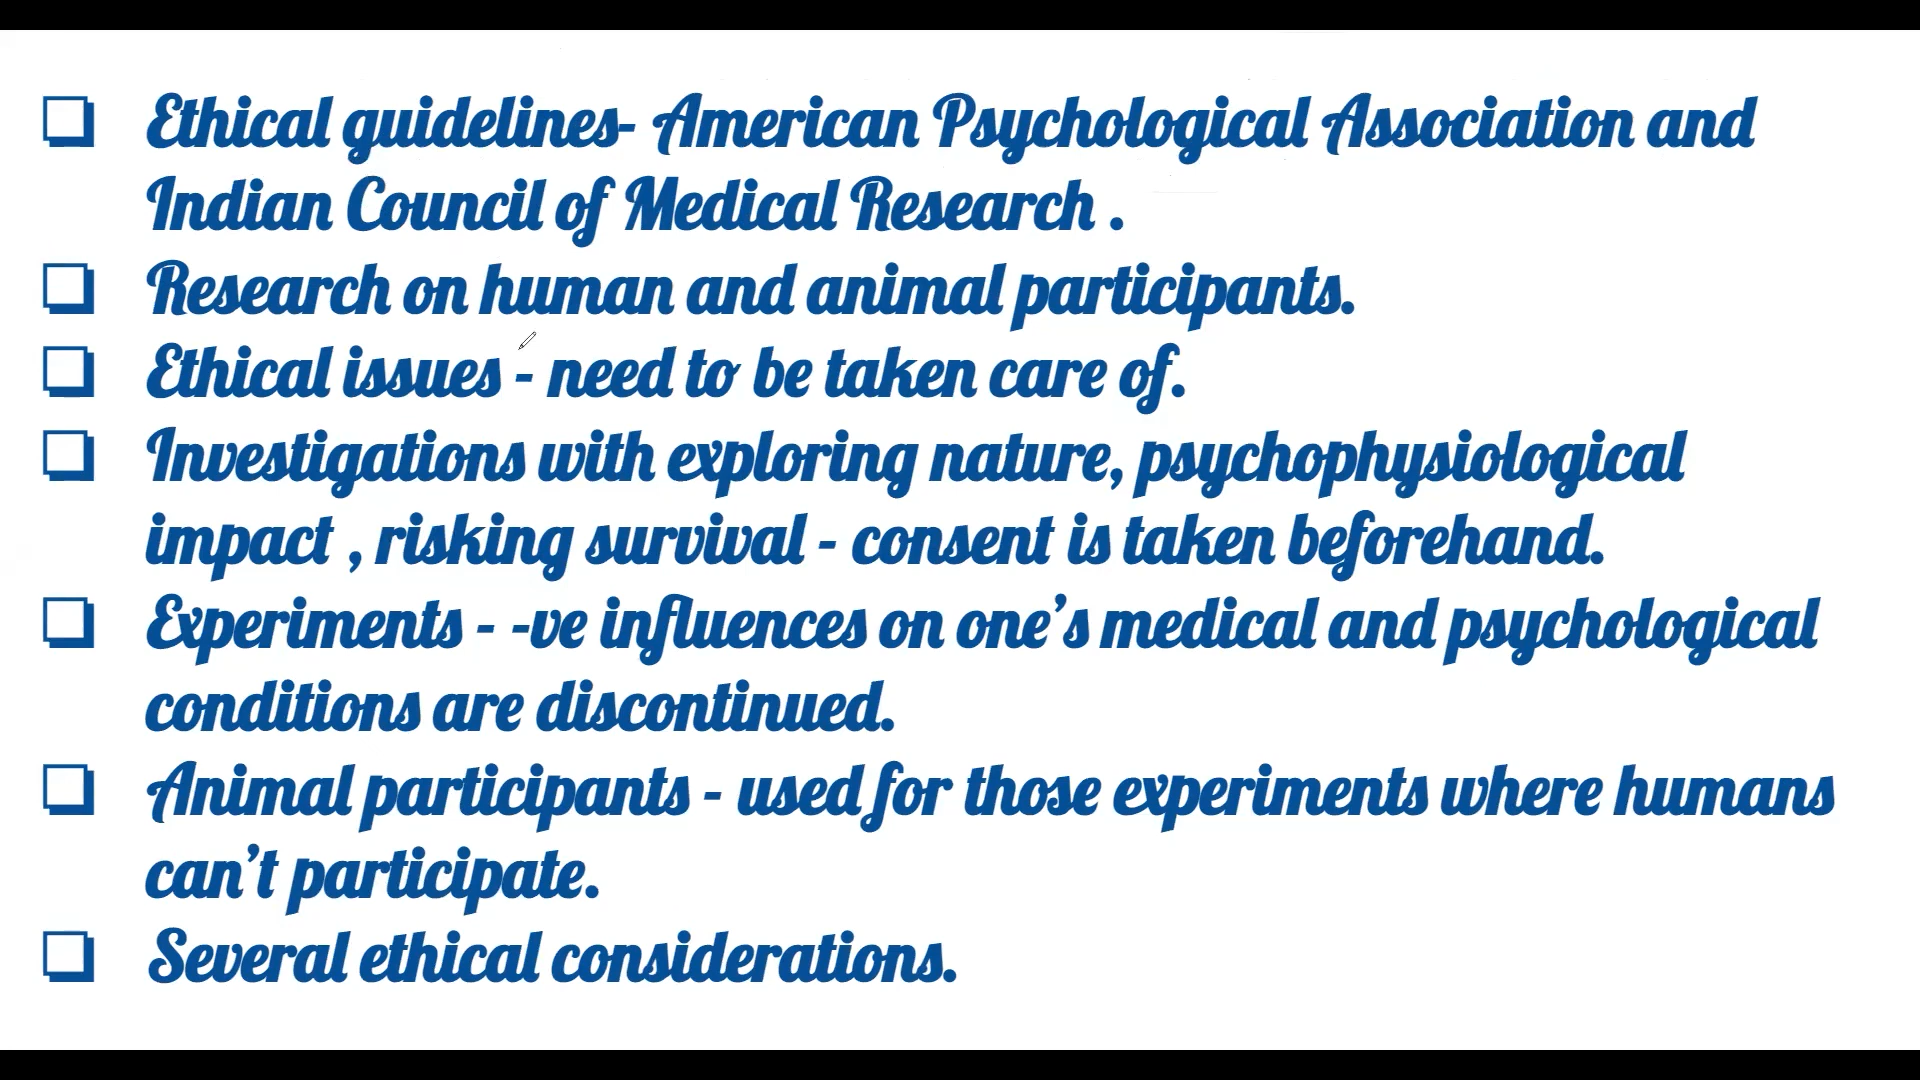 Ethical guidelines- American Psychological Association and
Indian Council of Medical Research .
Research on human and animal participants.
Ethical issues - need to be taken care of.
Investigations with exploring nature, psychophysiological
impact , risking survival - consent is taken beforehand.
Experiments - -ve influences on one’s medical and psychological
conditions are discontinued.
Animal participants - used for those experiments where humans
can’t participate.
Several ethical considerations.